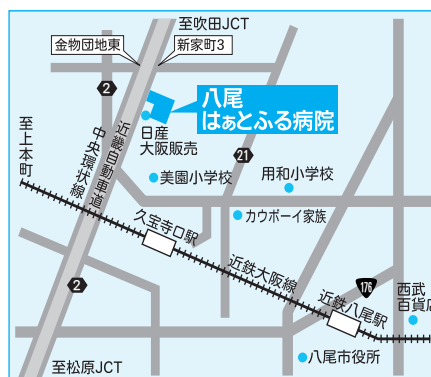 至吹田JCT
金物団地東
新家町3
2
八尾
はぁとふる病院
日産
大阪販売
21
至上本町
近畿自動車道
中央環状線
美園小学校
用和小学校
カウボーイ家族
久宝寺口駅
近鉄大阪線
2
176
近鉄八尾駅
西武
百貨店
八尾市役所
至松原JCT